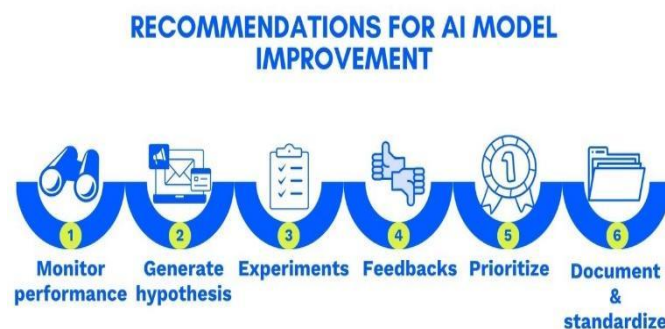 RECOMMENDATIONS FOR AI MODEL
IMPROVEMENT
1
Monitor
performance
2
Generate
hypothesis
3
Experiments
4
Feedbacks
5
Prioritize
6
Document
&
standardize